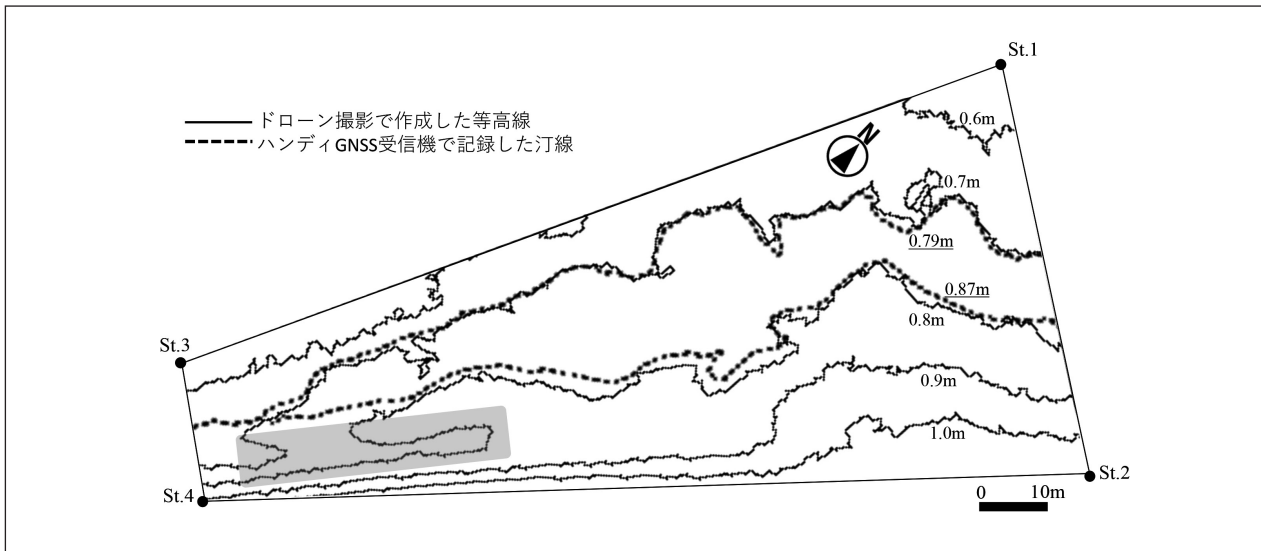 St.1
ドローン撮影で作成した等高線
ハンディGNSS受信機で記録した汀線
0.6m
N
0.7m
0.79m
0.87m
0.8m
St.3
0.9m
1.0m
St.2
St.4
0 10m